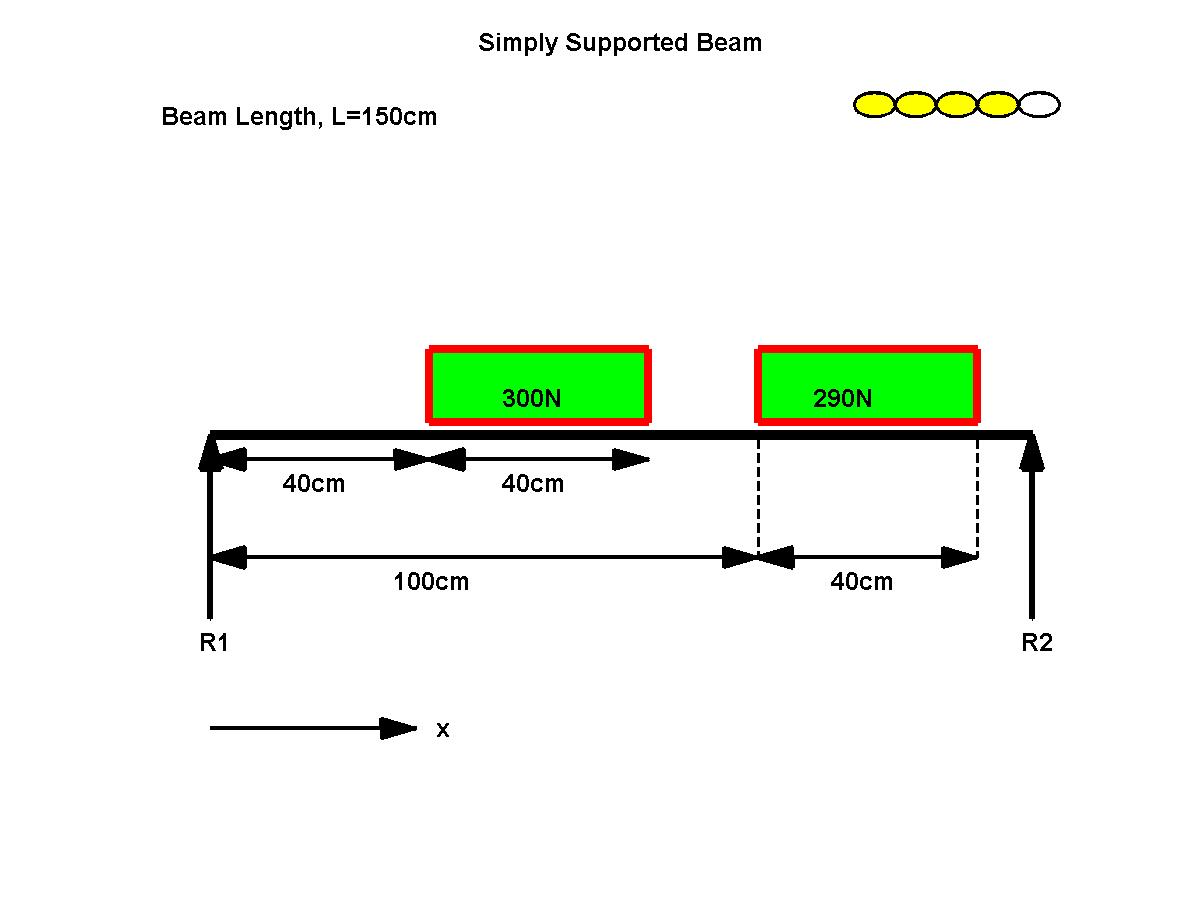 Simply Supported Beam
Beam Length, L=150cm
300N
290N
40cm
40cm
100cm
40cm
R1
R2
x